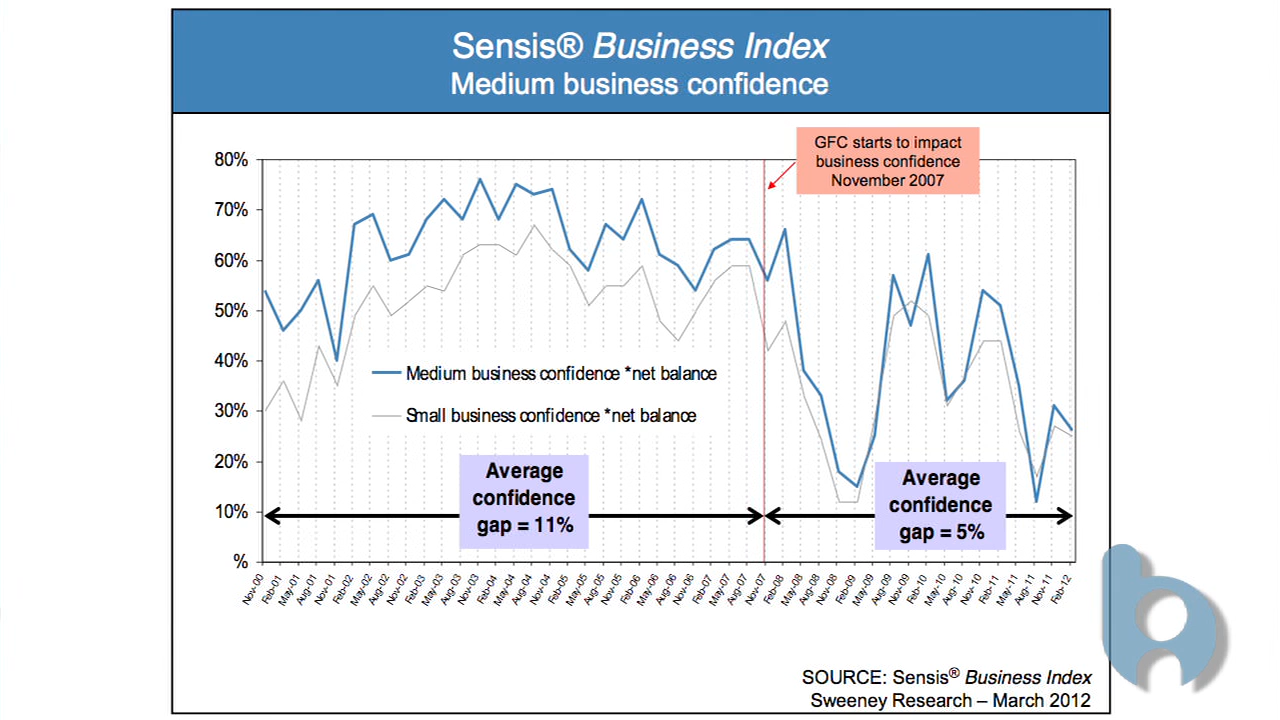 Sensis® Business Index
Medium business confidence
GFC starts to impact
business confidence
November 2007
80%
70%
60%
50%
40%
30%
20%
10%
%
Medium business confidence *net balance
Small business confidence *net balance
Average
confidence
gap = 11%
Average
confidence
gap = 5%
Nov-00
Feb-01
May-01
Aug-01
Nov-01
Feb-02
May-02
Aug-02
Nov-02
Feb-03
May-03
Aug-03
Nov-03
Feb-04
May-04
Aug-04
Nov-04
Feb-05
May-05
Aug-05
Nov-05
Feb-06
May-06
Aug-06
Nov-06
Feb-07
May-07
Aug-07
Nov-07
Feb-08
May-08
Aug-08
Nov-08
Feb-09
May-09
Aug-09
Nov-09
Feb-10
May-10
Aug-10
Nov-10
Feb-11
May-11
Aug-11
Nov-11
Feb-12
SOURCE: Sensis® Business Index
Sweeney Research – March 2012